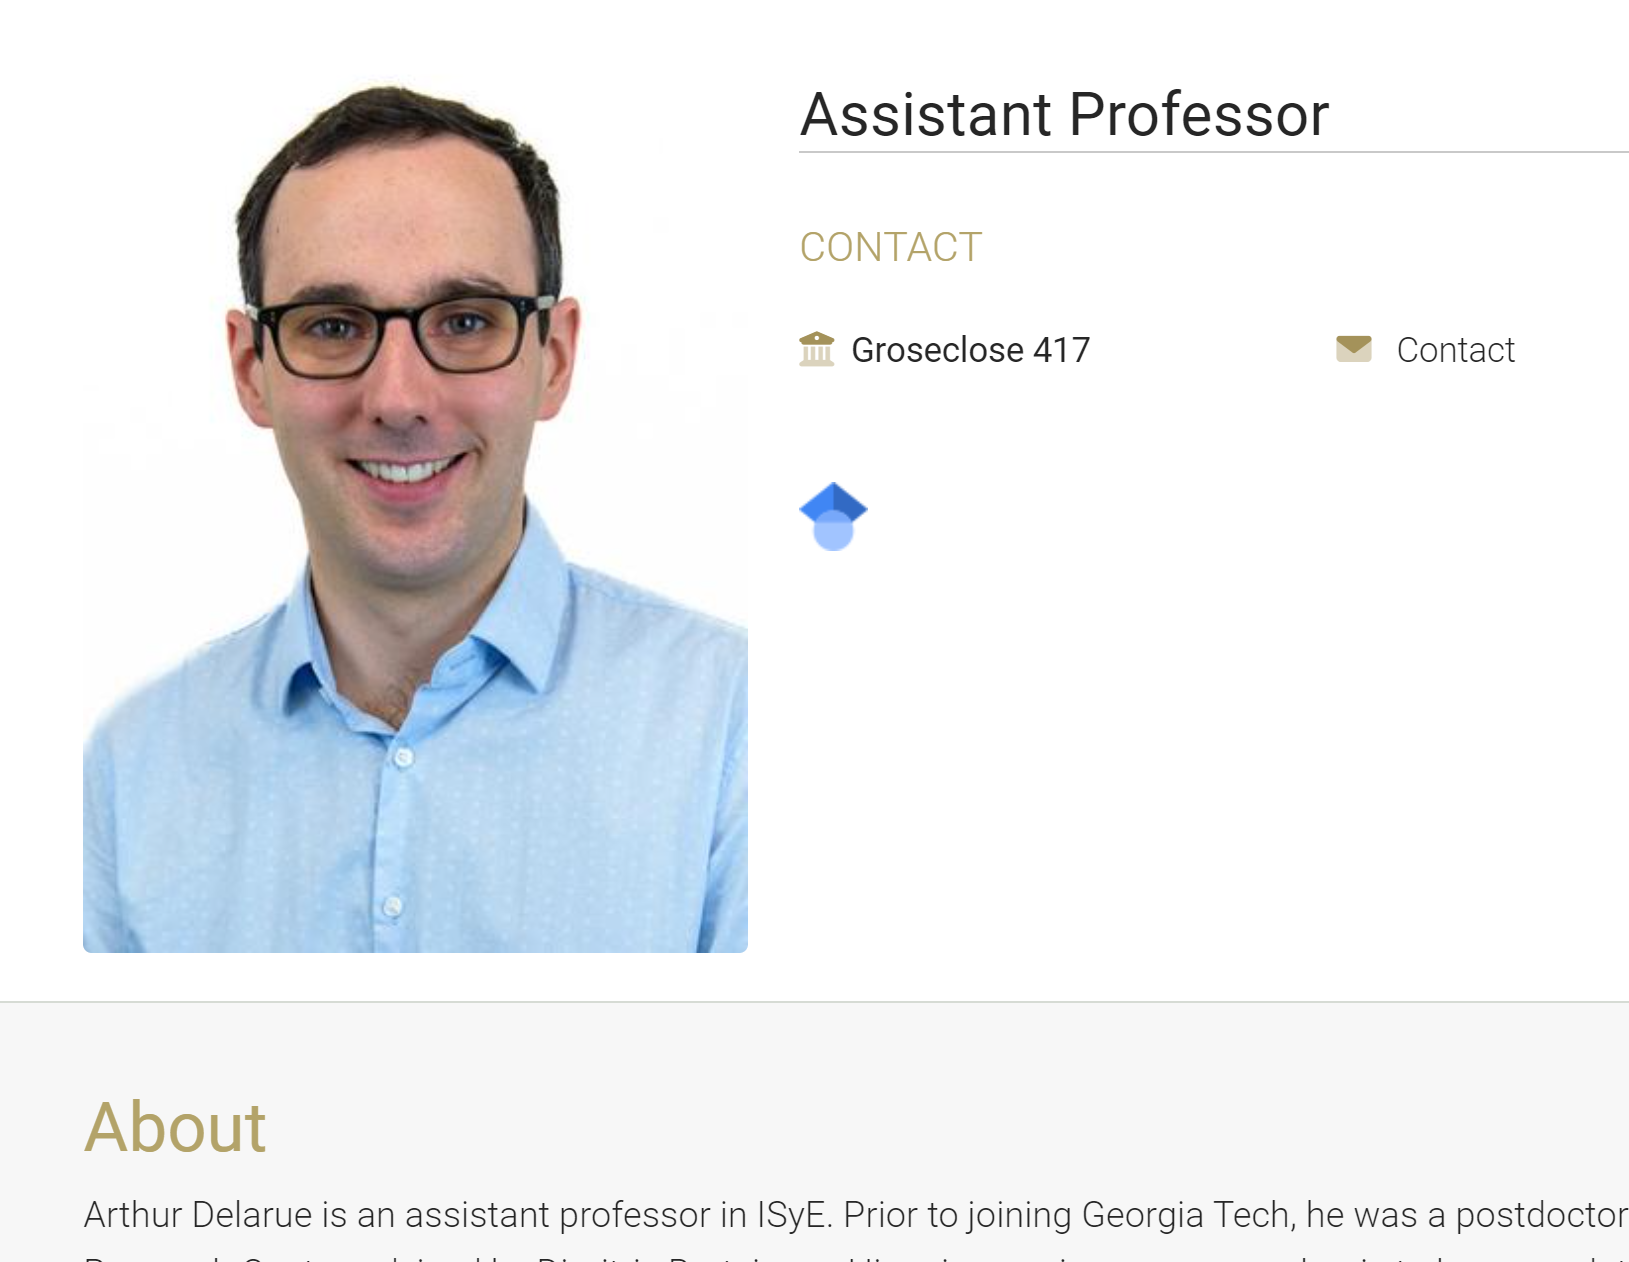 Assistant Professor
CONTACT
Groseclose 417
Contact
About
Arthur Delarue is an assistant professor in ISyE. Prior to joining Georgia Tech, he was a postdoctor